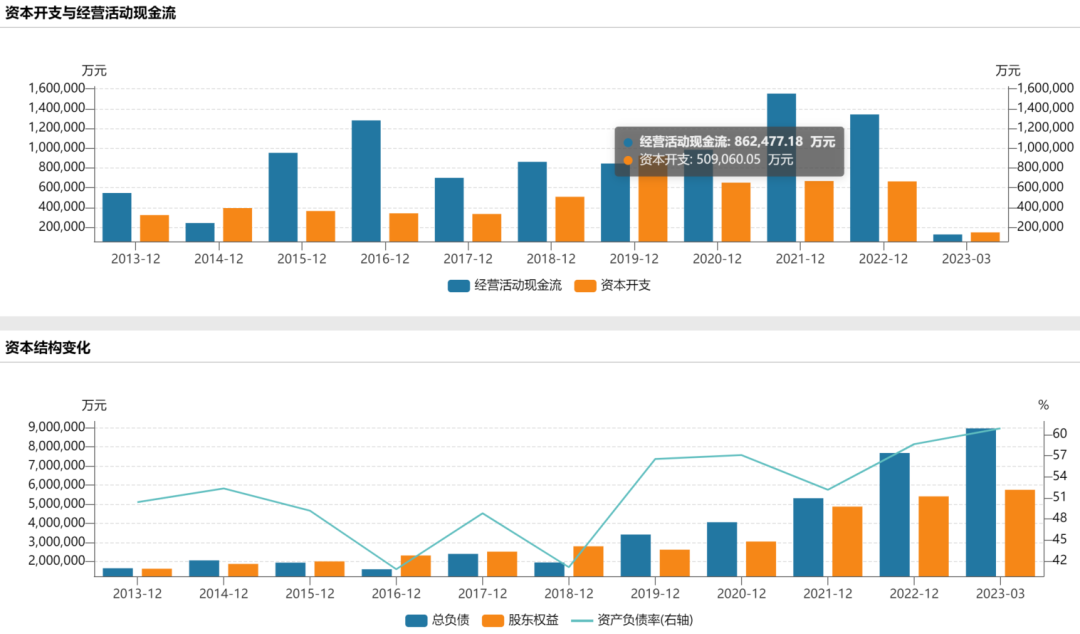 资本开支与经营活动现金流
万元 万元
1,600,000 1,600,000
1,400,000 1,400,000
1,200,000 1,200,000
经营活动现金流: 862,477.18 万元
1,000,000 1,000,000
资本开支: 509,060.05 万元
800,000 800,000
600,000 600,000
400,000 400,000
200,000 200,000
2013-12 2014-12 2015-12 2016-12 2017-12 2018-12 2019-12 2020-12 2021-12 2022-12 2023-03
经营活动现金流 资本开支
资本结构变化
万元 %
9,000,000 60
8,000,000 57
7,000,000 54
6,000,000 51
5,000,000 48
4,000,000 45
3,000,000 42
2,000,000
2013-12 2014-12 2015-12 2016-12 2017-12 2018-12 2019-12 2020-12 2021-12 2022-12 2023-03
总负债 股东权益 资产负债率(右轴)